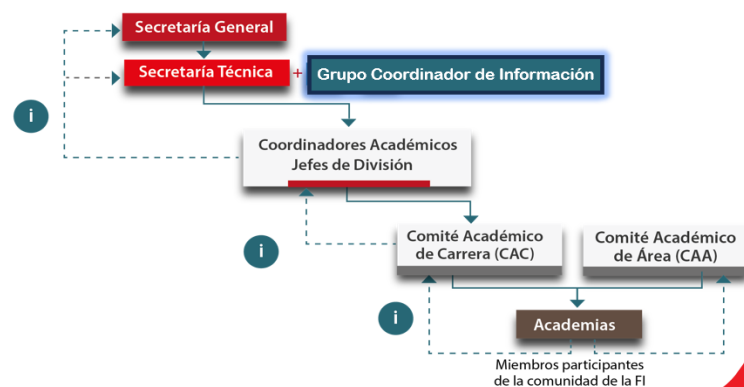 Secretaría General
Secretaría Técnica
+
Grupo Coordinador de Información
i
Coordinadores Académicos
Jefes de División
i
Comité Académico
de Carrera (CAC)
Comité Académico
de Área (CAA)
i
Academias
Miembros participantes
de la comunidad de la FI